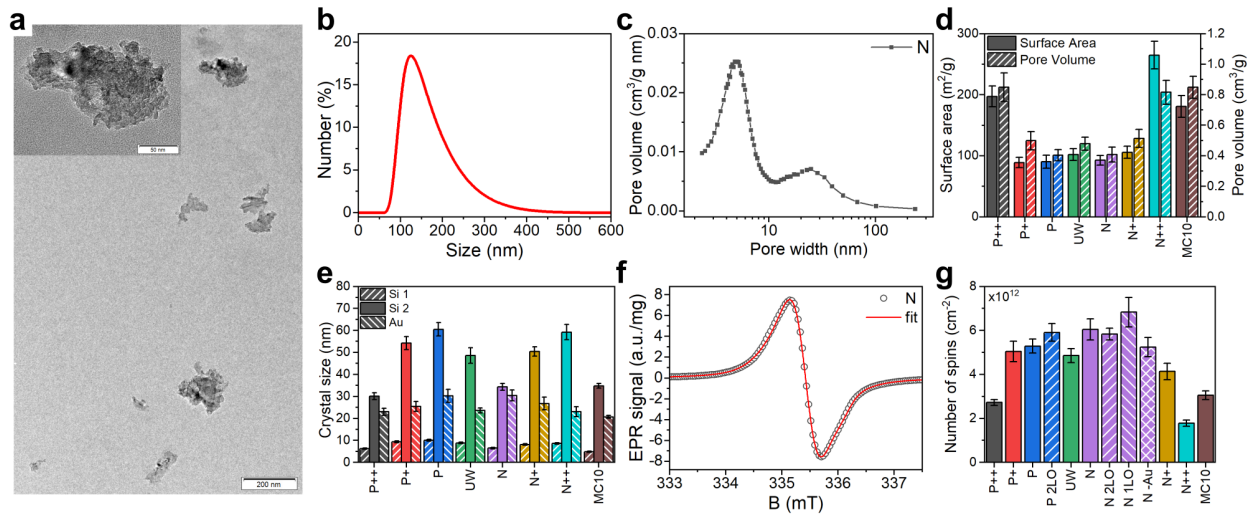 a
50 nm
200 nm
b
Number (%)
20
15
10
5
0
0 100 200 300 400 500 600
Size (nm)
c
Pore volume (cm³/g nm)
0.03
0.02
0.01
0.00
N
10 100
Pore width (nm)
d
Surface area (m²/g)
300
200
100
0
Surface Area
Pore Volume
1.2
1.0
0.8
0.6
0.4
0.2
0.0
Pore volume (cm³/g)
P++ P+ P UW N N+ N++ MC10
e
Crystal size (nm)
80
70
60
50
40
30
20
10
0
Si 1
Si 2
Au
P++ P+ P UW N N+ N++ MC10
f
EPR signal (a.u./mg)
8
6
4
2
0
-2
-4
-6
-8
N
fit
333 334 335 336 337
B (mT)
g
Number of spins (cm⁻²)
x10¹²
8
6
4
2
0
P++ P+ P P 2LO UW N N 2LO N 1LO N -Au N+ N++ MC10